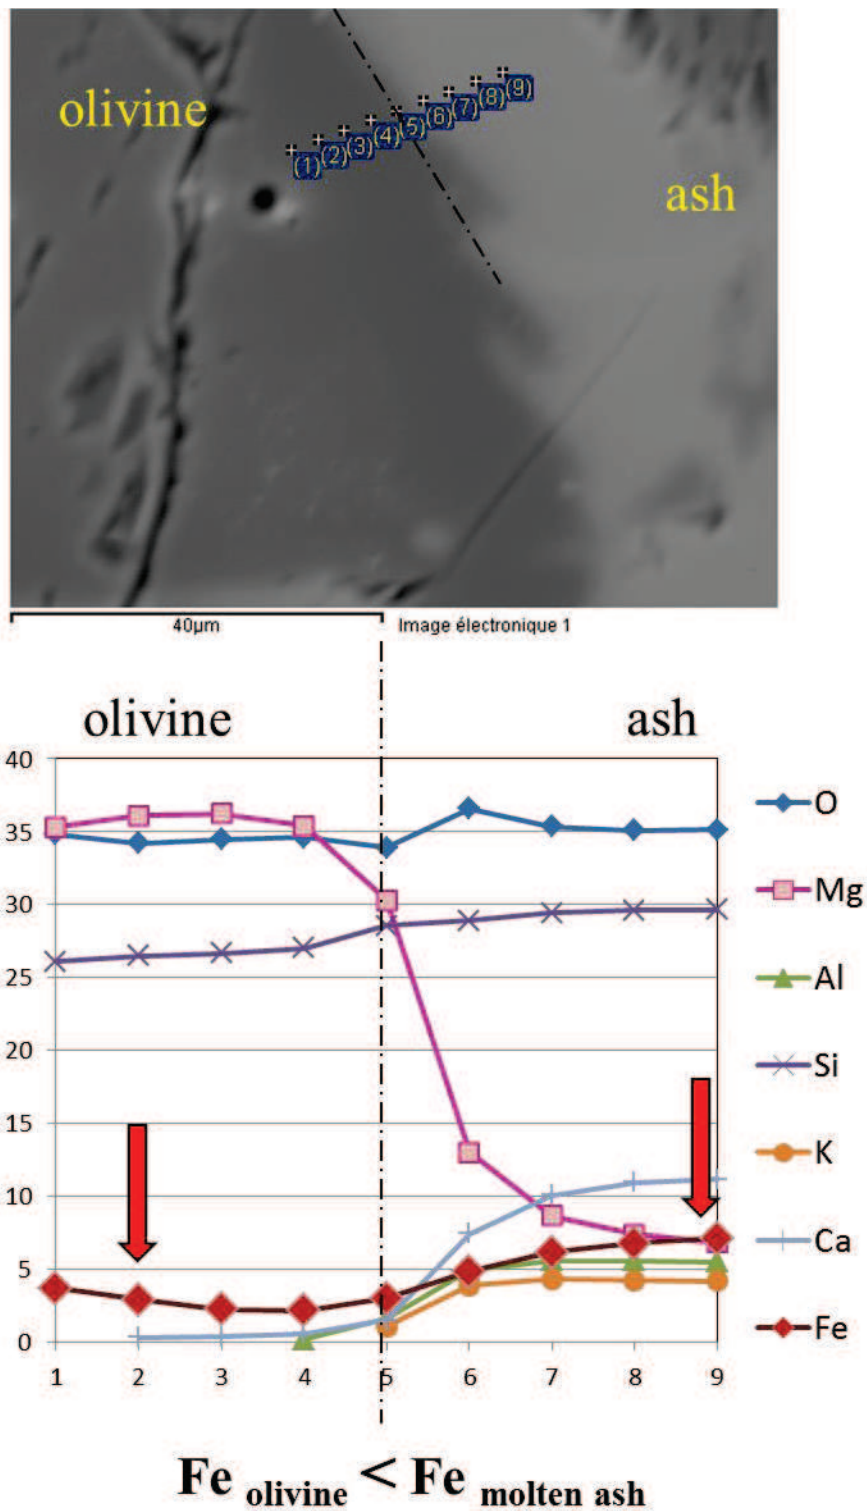 olivine
ash
(1) (2) (3) (4) (5) (6) (7) (8) (9)
40µm Image électronique 1
olivine ash
40
35
30
25
20
15
10
5
0
1 2 3 4 5 6 7 8 9
O
Mg
Al
Si
K
Ca
Fe
Fe olivine < Fe molten ash